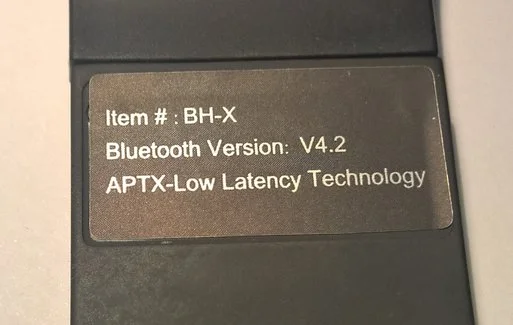 Item # : BH-X
Bluetooth Version: V4.2
APTX-Low Latency Technology